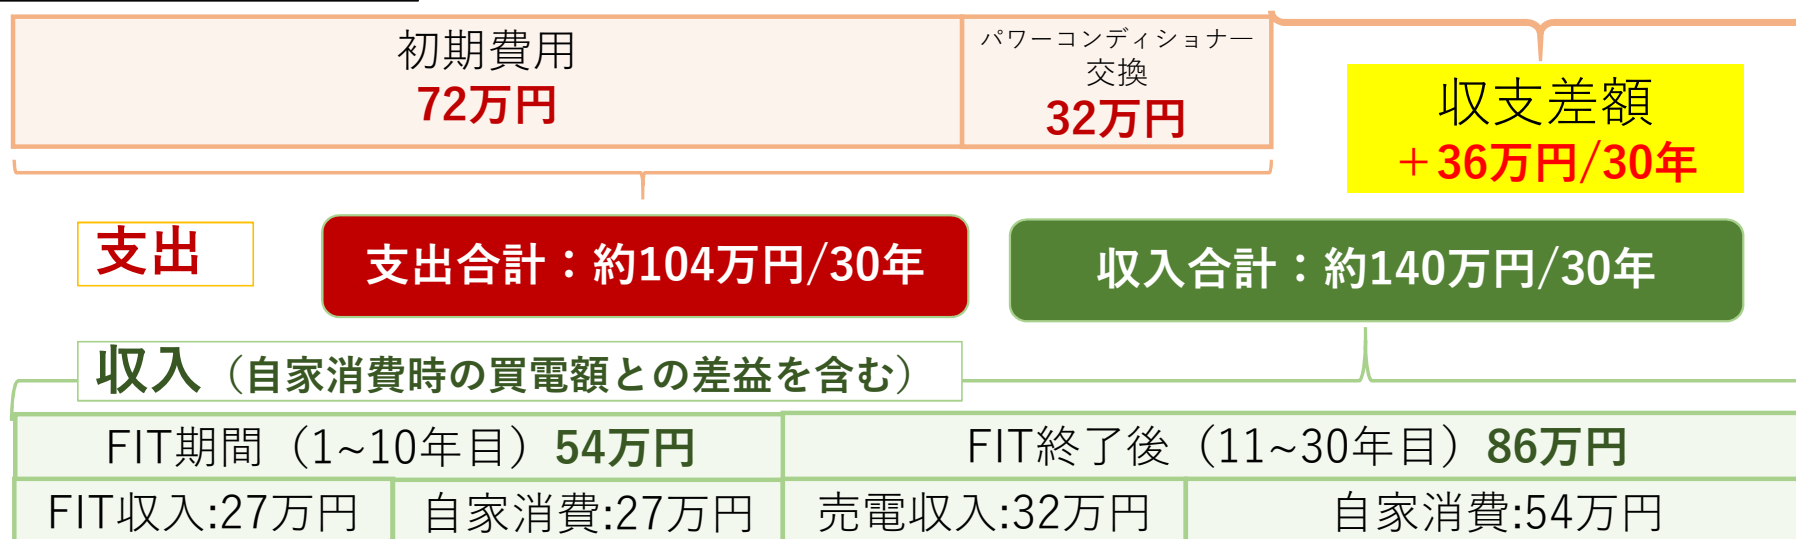 初期費用
72万円
パワーコンディショナー
交換
32万円
収支差額
＋36万円/30年
支出
支出合計：約104万円/30年
収入合計：約140万円/30年
収入（自家消費時の買電額との差益を含む）
FIT期間（1~10年目）54万円
FIT終了後（11~30年目）86万円
FIT収入:27万円
自家消費:27万円
売電収入:32万円
自家消費:54万円